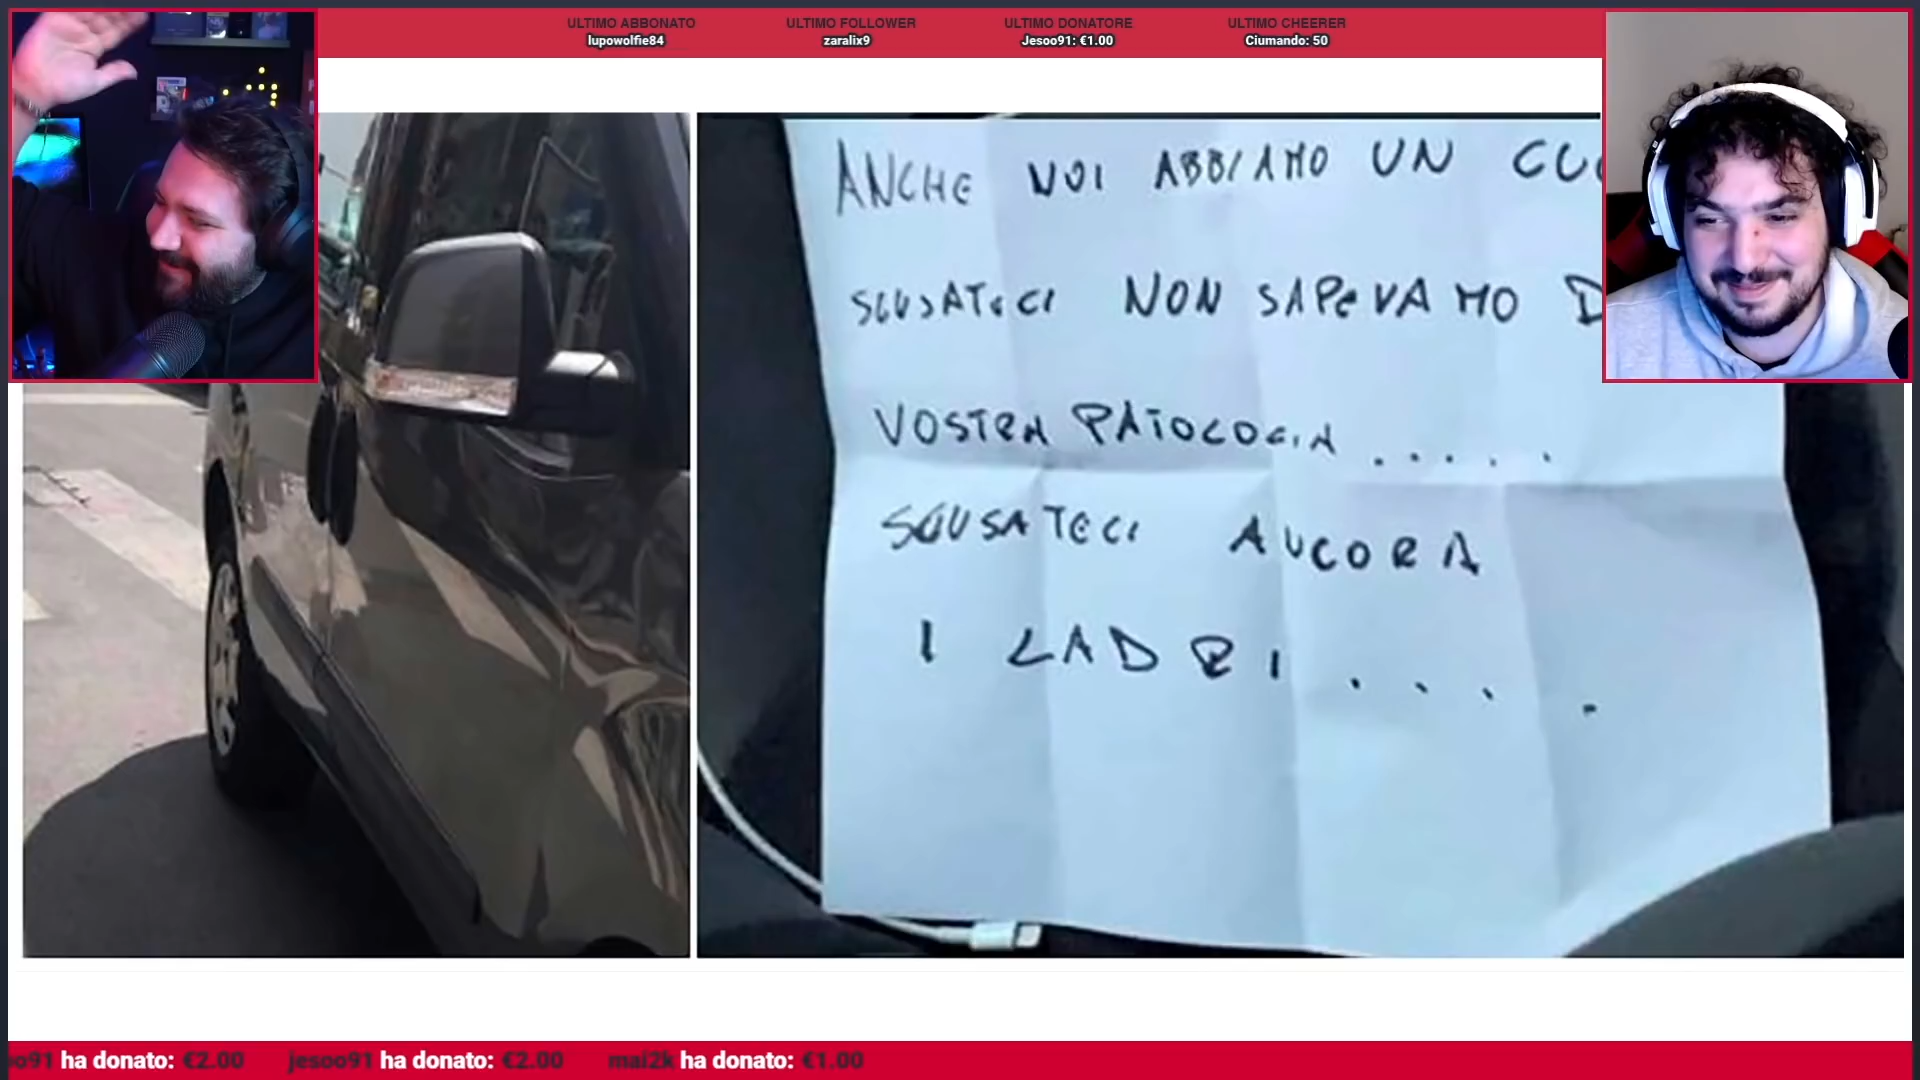 ULTIMO ABBONATO
lupowolfie84
ULTIMO FOLLOWER
zaralix9
ULTIMO DONATORE
Jesoo91: €1.00
ULTIMO CHEERER
Ciumando: 50
ANCHE NOI ABBIAMO UN
SCUSATECI NON SAPEVAMO
VOSTRA PATOLOGIA .....
SCUSATECI ANCORA
I LADRI ....
oo91 ha donato: €2.00 jesoo91 ha donato: €2.00 mai2k ha donato: €1.00